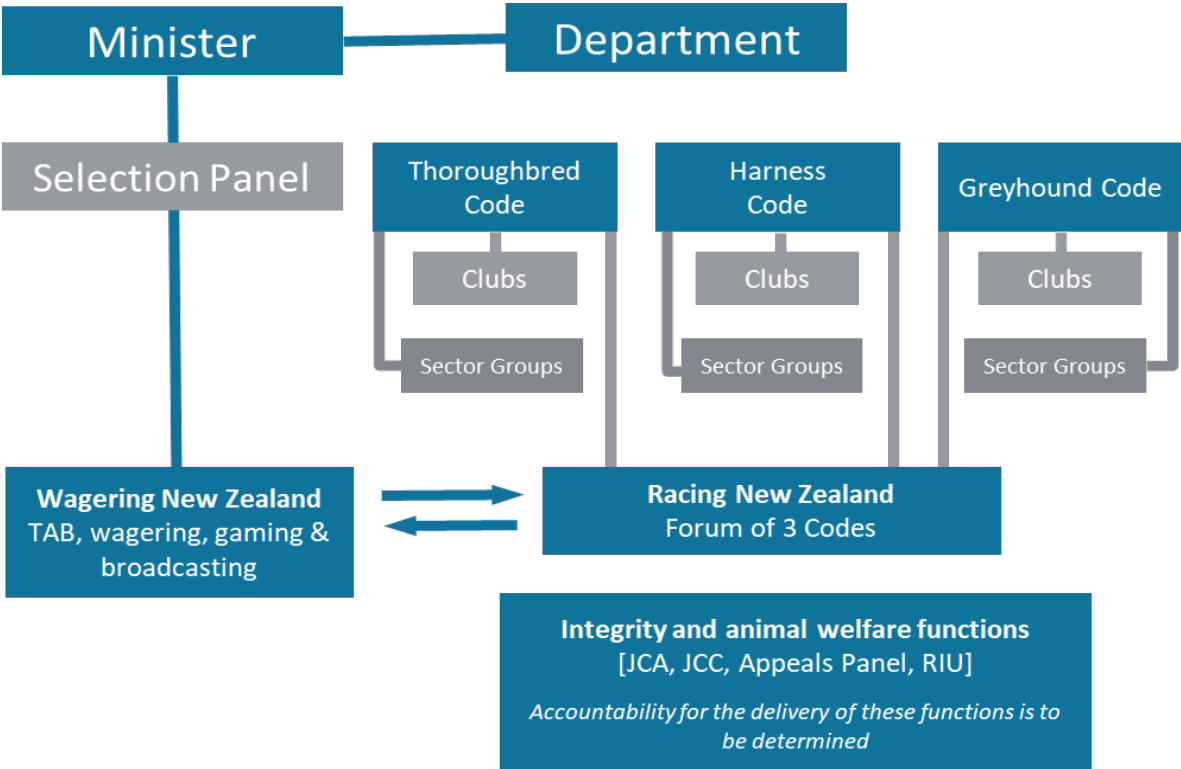 Minister
Department
Selection Panel
Thoroughbred
Code
Harness
Code
Greyhound Code
Clubs
Clubs
Clubs
Sector Groups
Sector Groups
Sector Groups
Wagering New Zealand
TAB, wagering, gaming &
broadcasting
Racing New Zealand
Forum of 3 Codes
Integrity and animal welfare functions
[JCA, JCC, Appeals Panel, RIU]
Accountability for the delivery of these functions is to
be determined